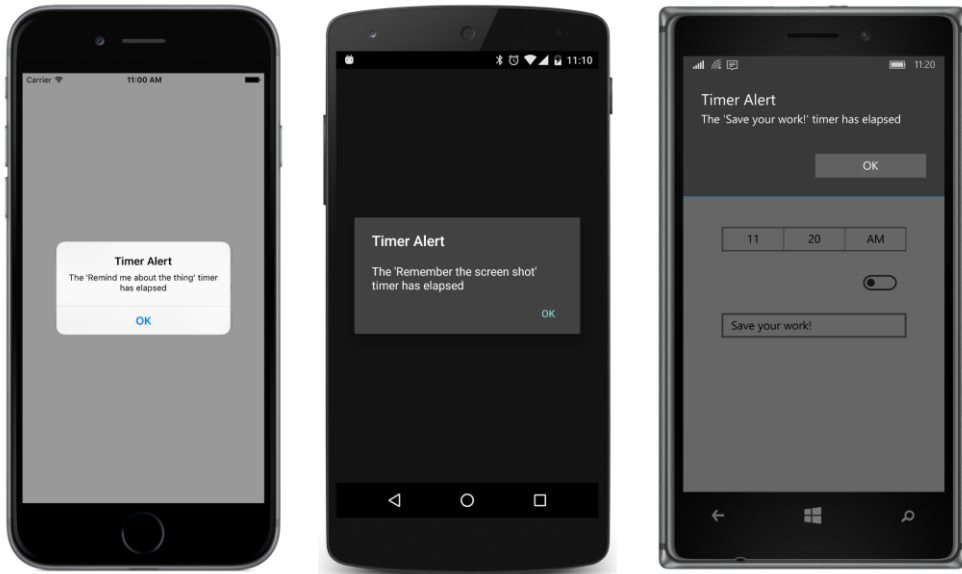 Carrier 11:00 AM
Timer Alert
The 'Remind me about the thing' timer
has elapsed
OK
11:10
Timer Alert
The 'Remember the screen shot'
timer has elapsed
OK
11:20
Timer Alert
The 'Save your work!' timer has elapsed
OK
11 20 AM
Save your work!